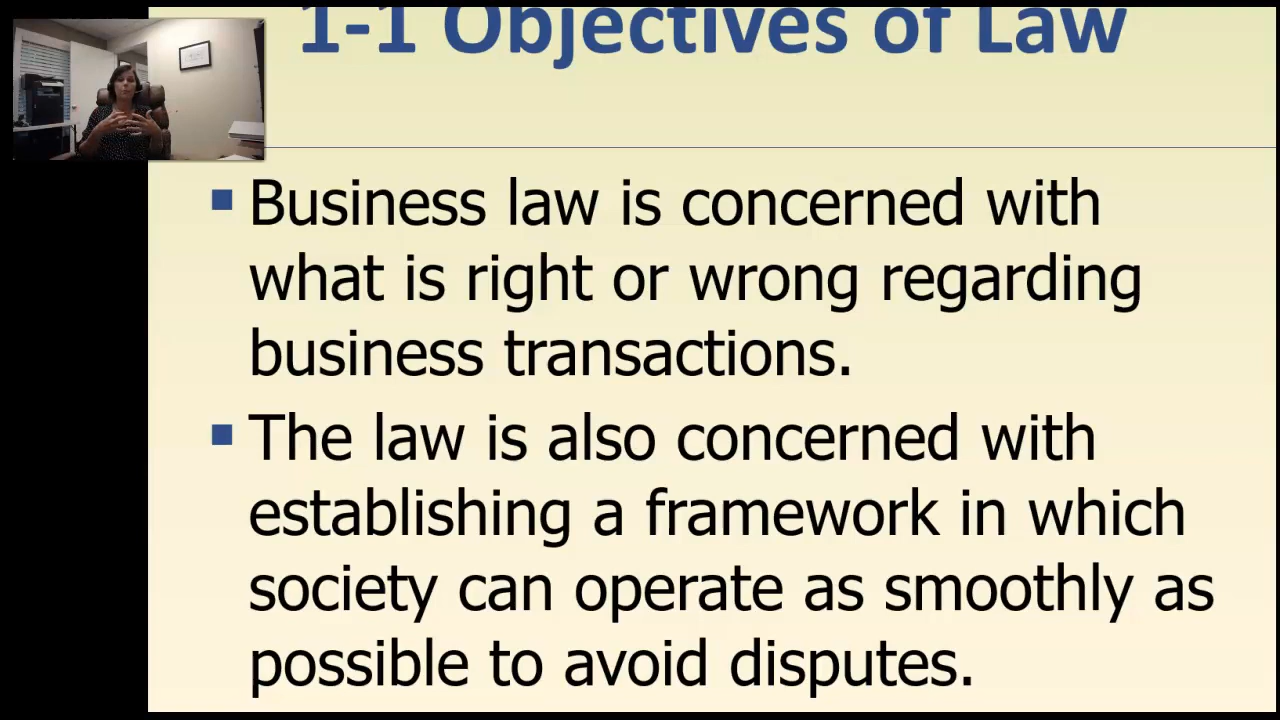 1-1 Objectives of Law
Business law is concerned with
what is right or wrong regarding
business transactions.
The law is also concerned with
establishing a framework in which
society can operate as smoothly as
possible to avoid disputes.